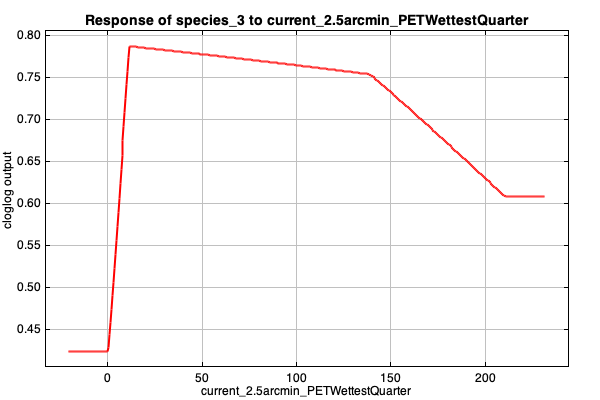 Response of species_3 to current_2.5arcmin_PETWettestQuarter
0.80
0.75
0.70
0.65
0.60
0.55
0.50
0.45
cloglog output
0 50 100 150 200
current_2.5arcmin_PETWettestQuarter